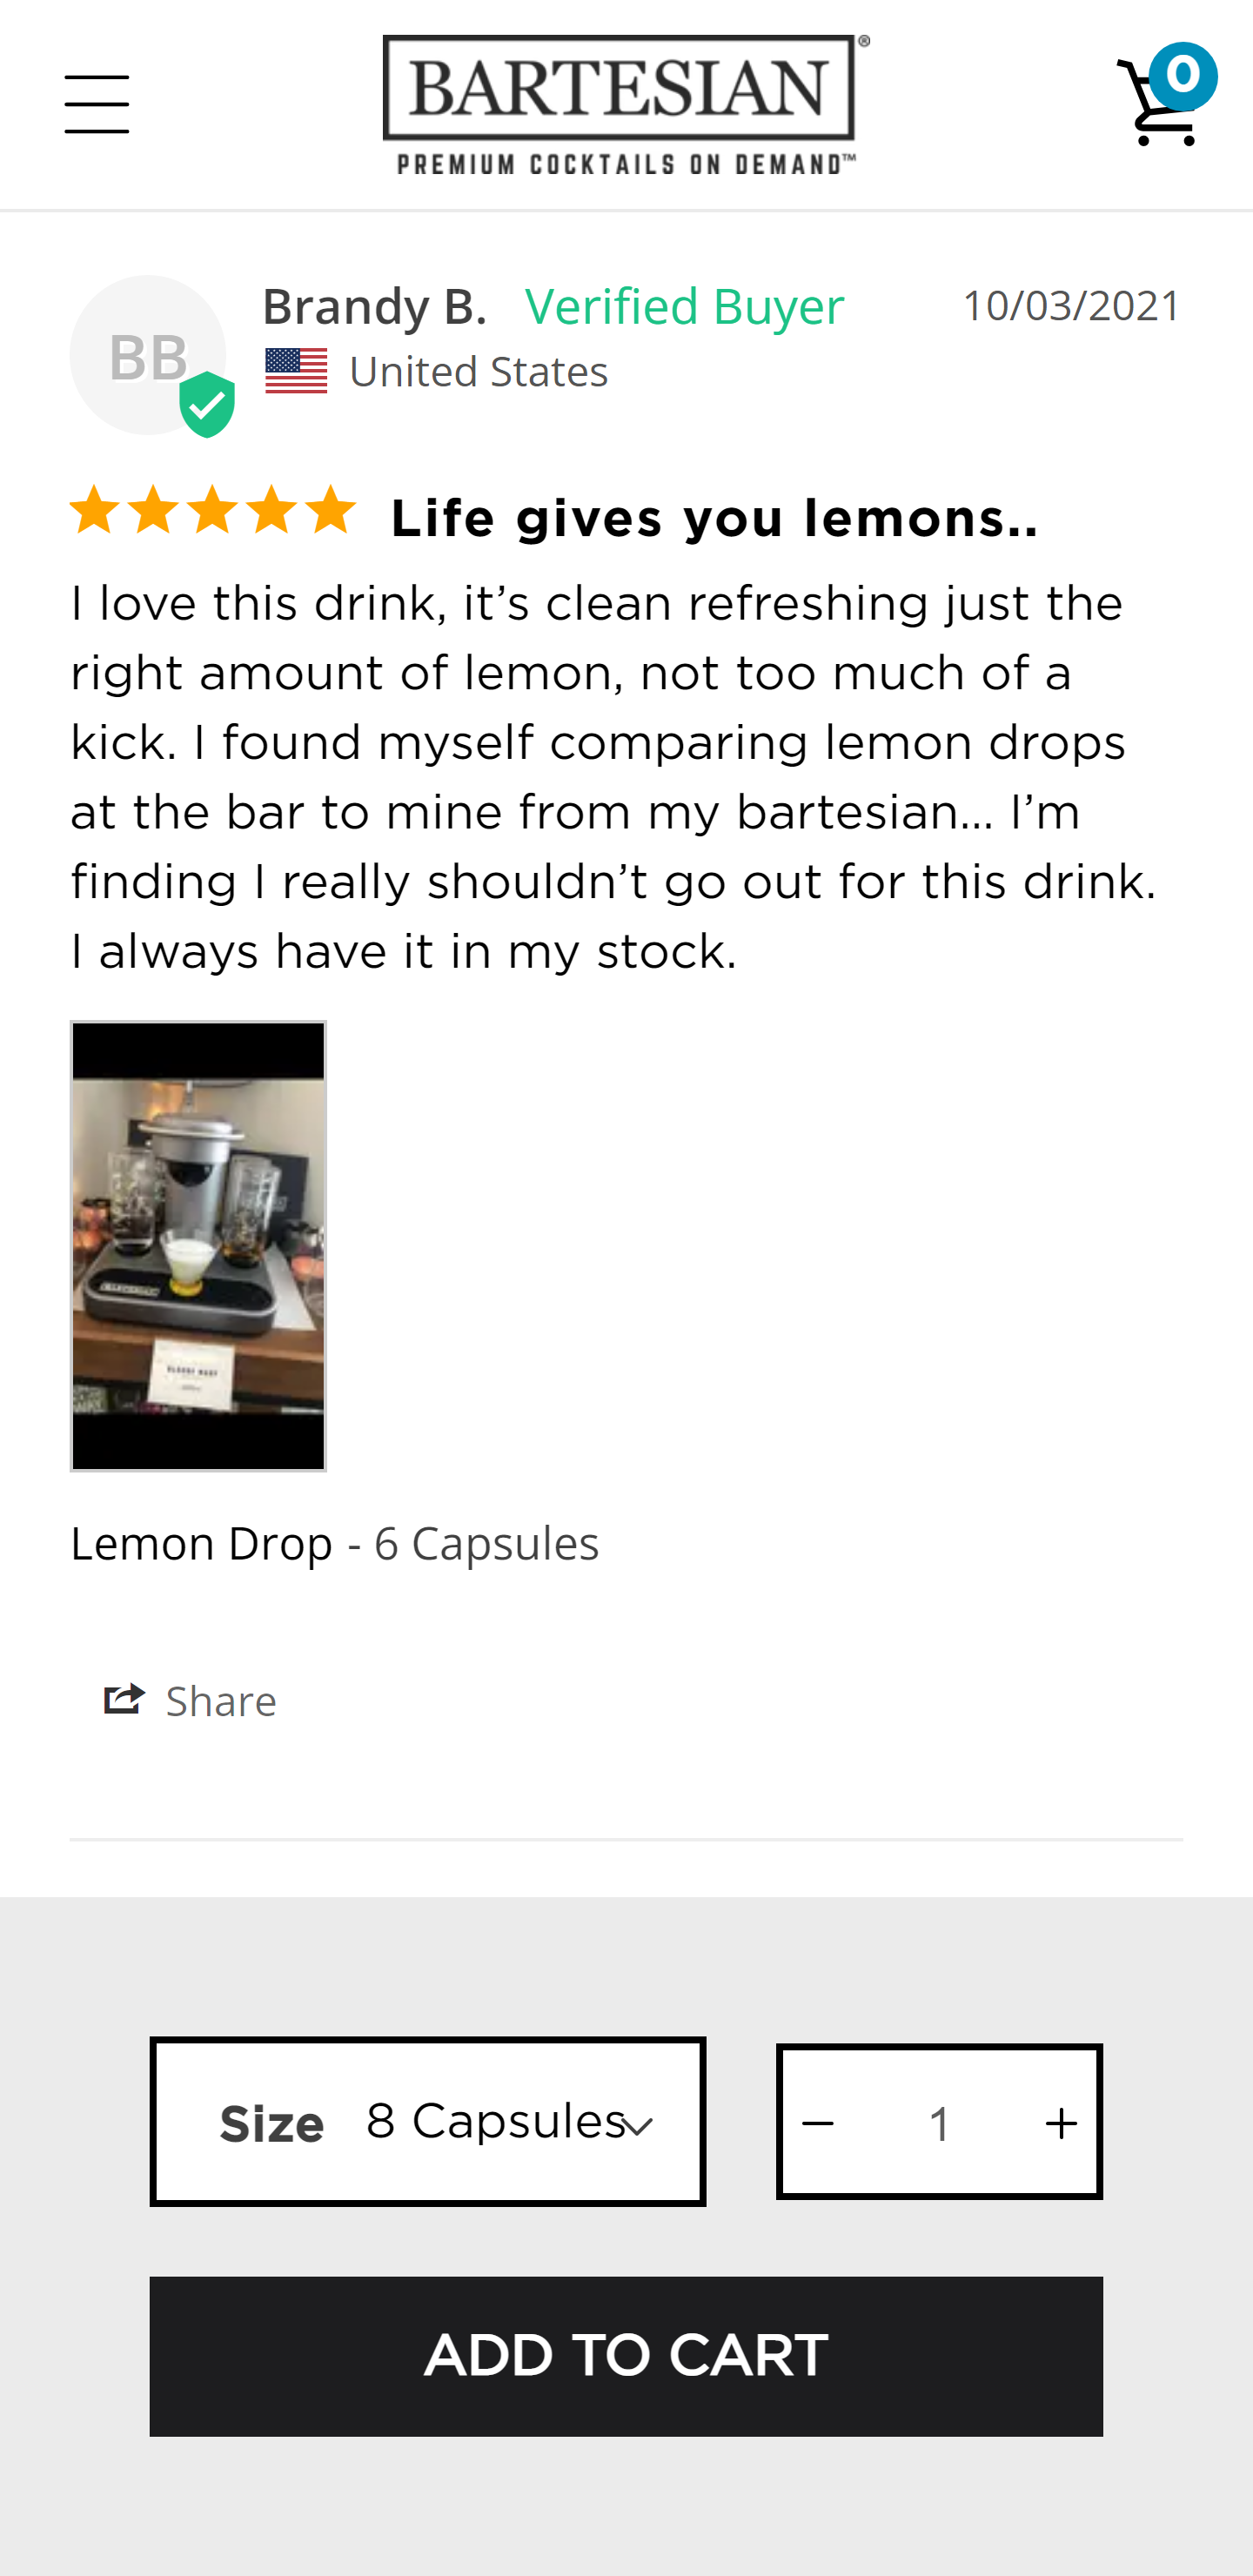 BARTESIAN®
PREMIUM COCKTAILS ON DEMAND™
0
BB
Brandy B. Verified Buyer 10/03/2021
United States
Life gives you lemons..
I love this drink, it’s clean refreshing just the
right amount of lemon, not too much of a
kick. I found myself comparing lemon drops
at the bar to mine from my bartesian... I’m
finding I really shouldn’t go out for this drink.
I always have it in my stock.
Lemon Drop - 6 Capsules
Share
Size 8 Capsules
− 1 +
ADD TO CART